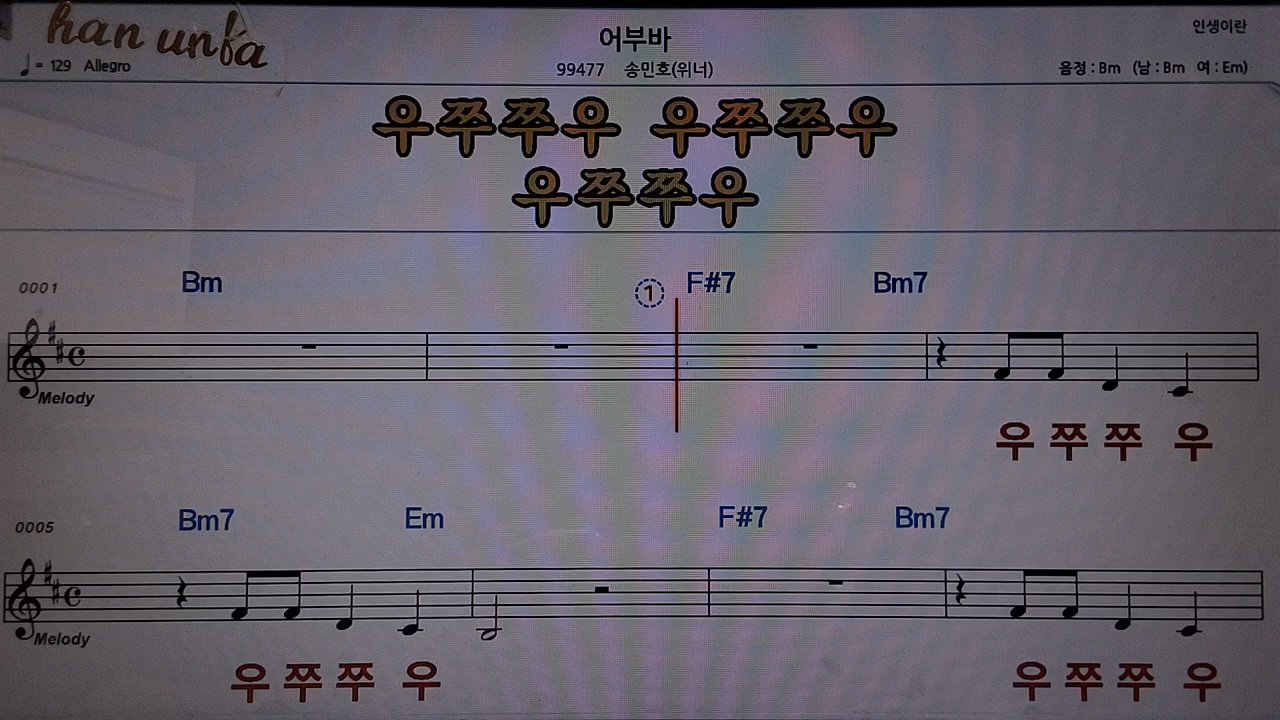 han unba
어부바
인생이란
♩= 129 Allegro
99477 송민호(위너)
음정 : Bm (남 : Bm 여 : Em)
우쭈쭈우 우쭈쭈우
우쭈쭈우
0001 Bm ① F#7 Bm7
Melody
우 쭈 쭈 우
0005 Bm7 Em F#7 Bm7
Melody
우 쭈 쭈 우 우 쭈 쭈 우